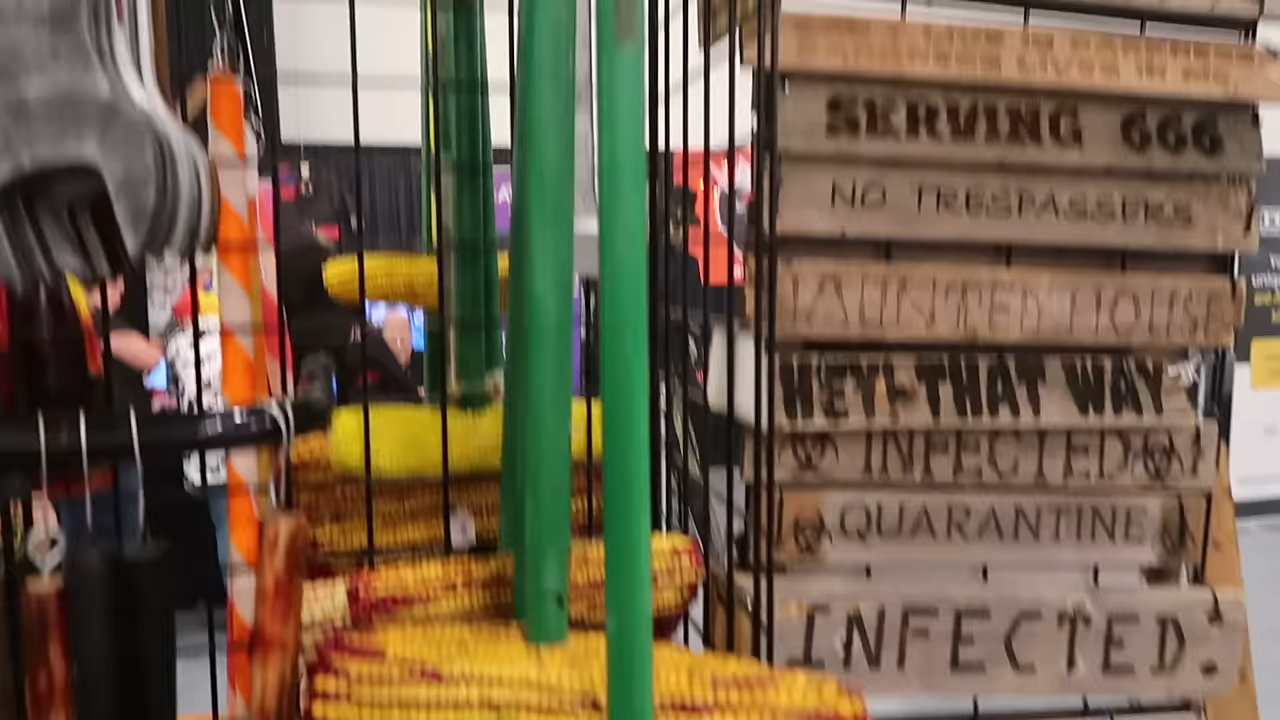 SERVING 666
NO TRESPASSERS
HAUNTED HOUSE
HEY! THAT WAY
INFECTED
QUARANTINE
INFECTED.